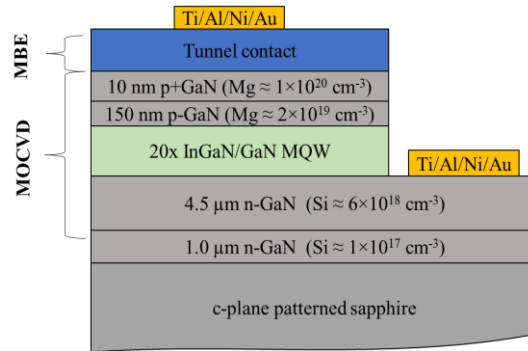 Ti/Al/Ni/Au
MBE
Tunnel contact
MOCVD
10 nm p+GaN (Mg ≈ 1×10²⁰ cm⁻³)
150 nm p-GaN (Mg ≈ 2×10¹⁹ cm⁻³)
20x InGaN/GaN MQW
Ti/Al/Ni/Au
4.5 µm n-GaN (Si ≈ 6×10¹⁸ cm⁻³)
1.0 µm n-GaN (Si ≈ 1×10¹⁷ cm⁻³)
c-plane patterned sapphire